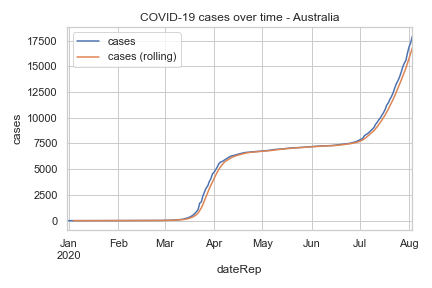 COVID-19 cases over time - Australia
cases
cases (rolling)
17500
15000
12500
10000
7500
5000
2500
0
cases
Jan Feb Mar Apr May Jun Jul Aug
2020
dateRep